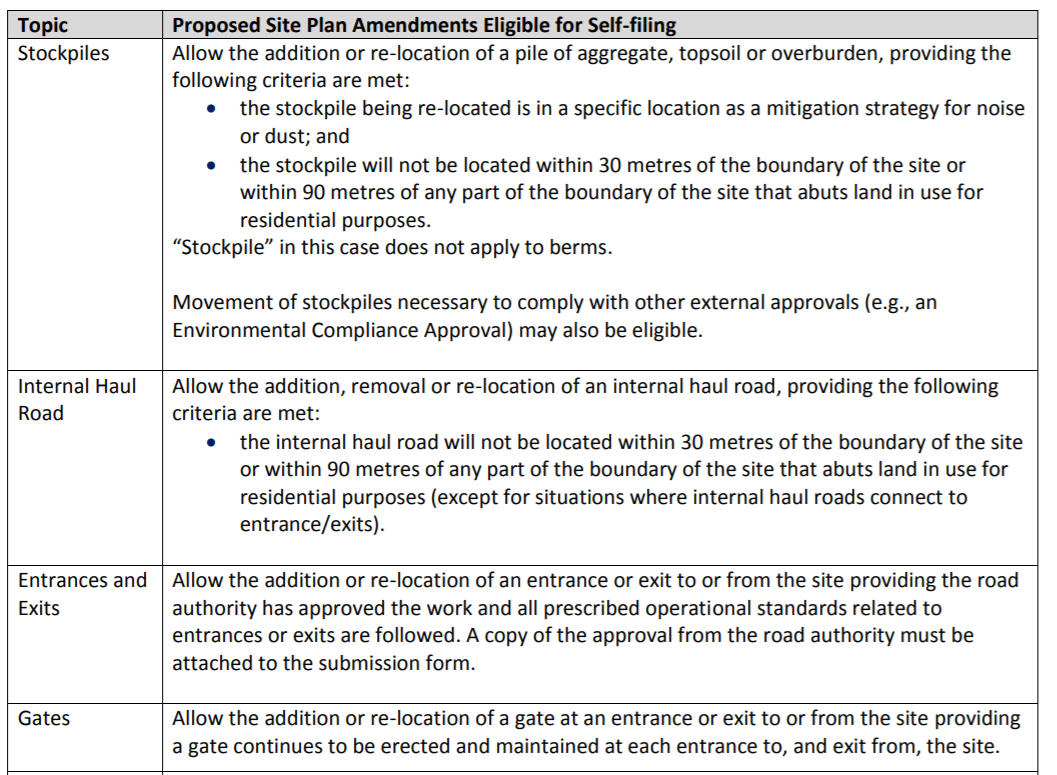 Topic
Proposed Site Plan Amendments Eligible for Self-filing
Stockpiles
Allow the addition or re-location of a pile of aggregate, topsoil or overburden, providing the
following criteria are met:
• the stockpile being re-located is in a specific location as a mitigation strategy for noise
or dust; and
• the stockpile will not be located within 30 metres of the boundary of the site or
within 90 metres of any part of the boundary of the site that abuts land in use for
residential purposes.
“Stockpile” in this case does not apply to berms.
Movement of stockpiles necessary to comply with other external approvals (e.g., an
Environmental Compliance Approval) may also be eligible.
Internal Haul
Road
Allow the addition, removal or re-location of an internal haul road, providing the following
criteria are met:
• the internal haul road will not be located within 30 metres of the boundary of the site
or within 90 metres of any part of the boundary of the site that abuts land in use for
residential purposes (except for situations where internal haul roads connect to
entrance/exits).
Entrances and
Exits
Allow the addition or re-location of an entrance or exit to or from the site providing the road
authority has approved the work and all prescribed operational standards related to
entrances or exits are followed. A copy of the approval from the road authority must be
attached to the submission form.
Gates
Allow the addition or re-location of a gate at an entrance or exit to or from the site providing
a gate continues to be erected and maintained at each entrance to, and exit from, the site.